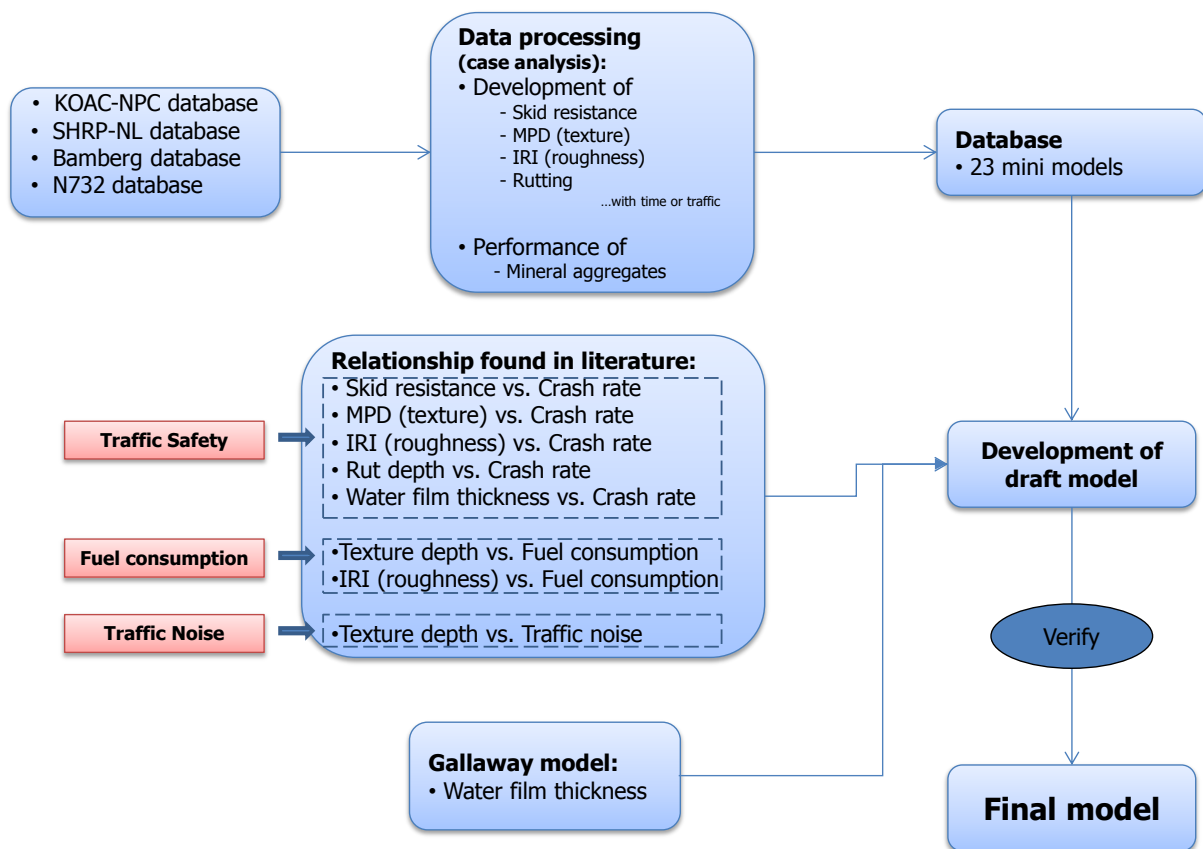 • KOAC-NPC database
• SHRP-NL database
• Bamberg database
• N732 database
Data processing
(case analysis):
• Development of
- Skid resistance
- MPD (texture)
- IRI (roughness)
- Rutting
...with time or traffic
• Performance of
- Mineral aggregates
Database
• 23 mini models
Relationship found in literature:
• Skid resistance vs. Crash rate
• MPD (texture) vs. Crash rate
• IRI (roughness) vs. Crash rate
• Rut depth vs. Crash rate
• Water film thickness vs. Crash rate
•Texture depth vs. Fuel consumption
•IRI (roughness) vs. Fuel consumption
•Texture depth vs. Traffic noise
Traffic Safety
Fuel consumption
Traffic Noise
Development of
draft model
Verify
Gallaway model:
• Water film thickness
Final model